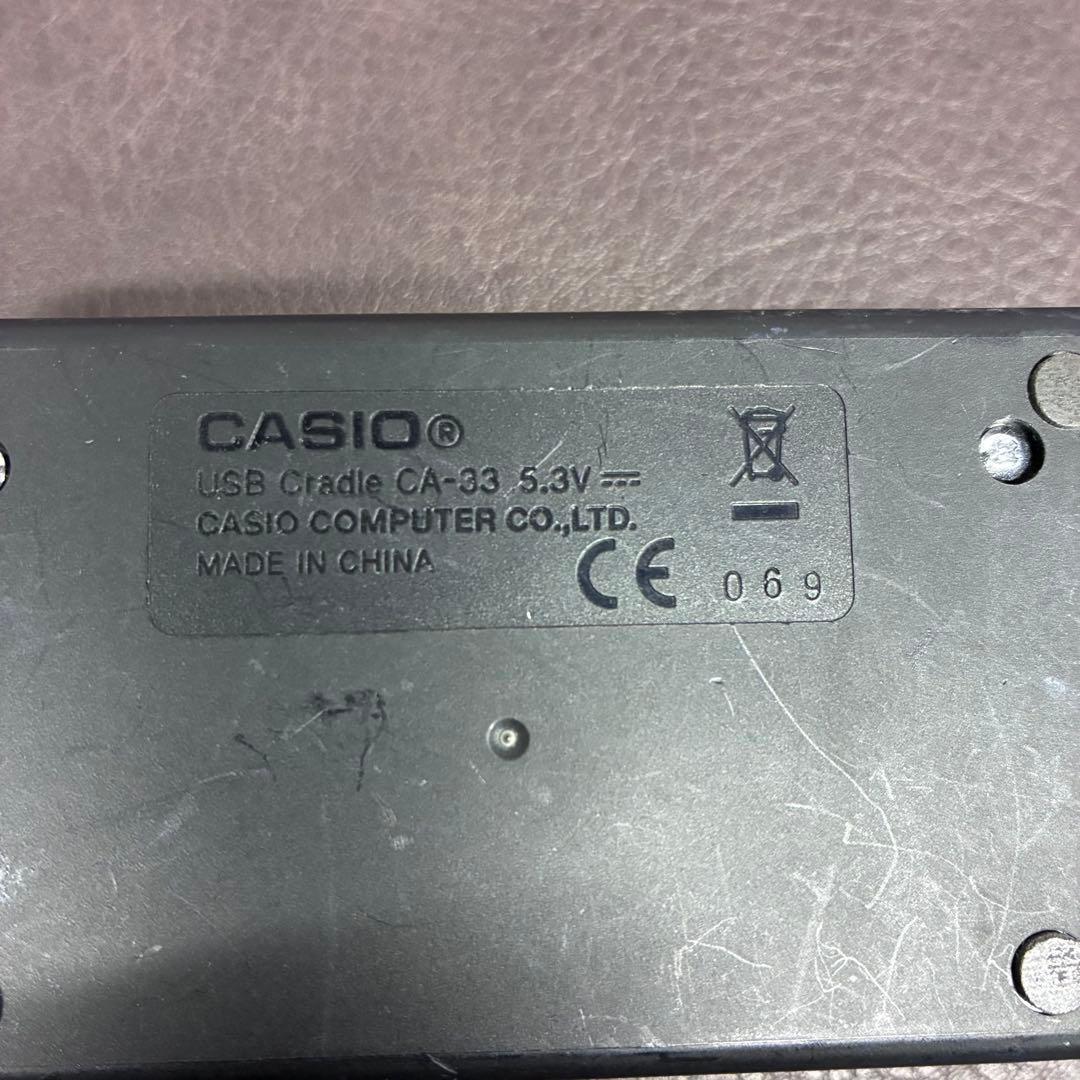 CASIO®
USB Cradle CA-33 5.3V ⎓
CASIO COMPUTER CO.,LTD.
MADE IN CHINA
CE 069